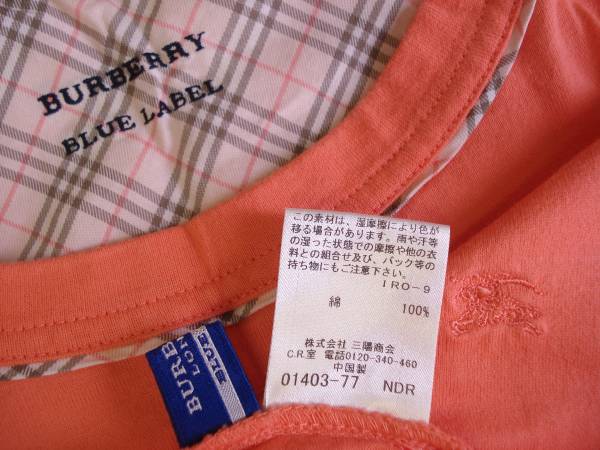 BURBERRY
BLUE LABEL
この素材は、湿摩擦により色が
移る場合があります。雨や汗等
の湿った状態での摩擦や他の衣
料との組合せ及び、バック等の
持ち物にもご注意下さい。
IRO-9
綿 100%
株式会社 三陽商会
C.R.室 電話0120-340-460
中国製
01403-77 NDR
BURB
LON
BLUE